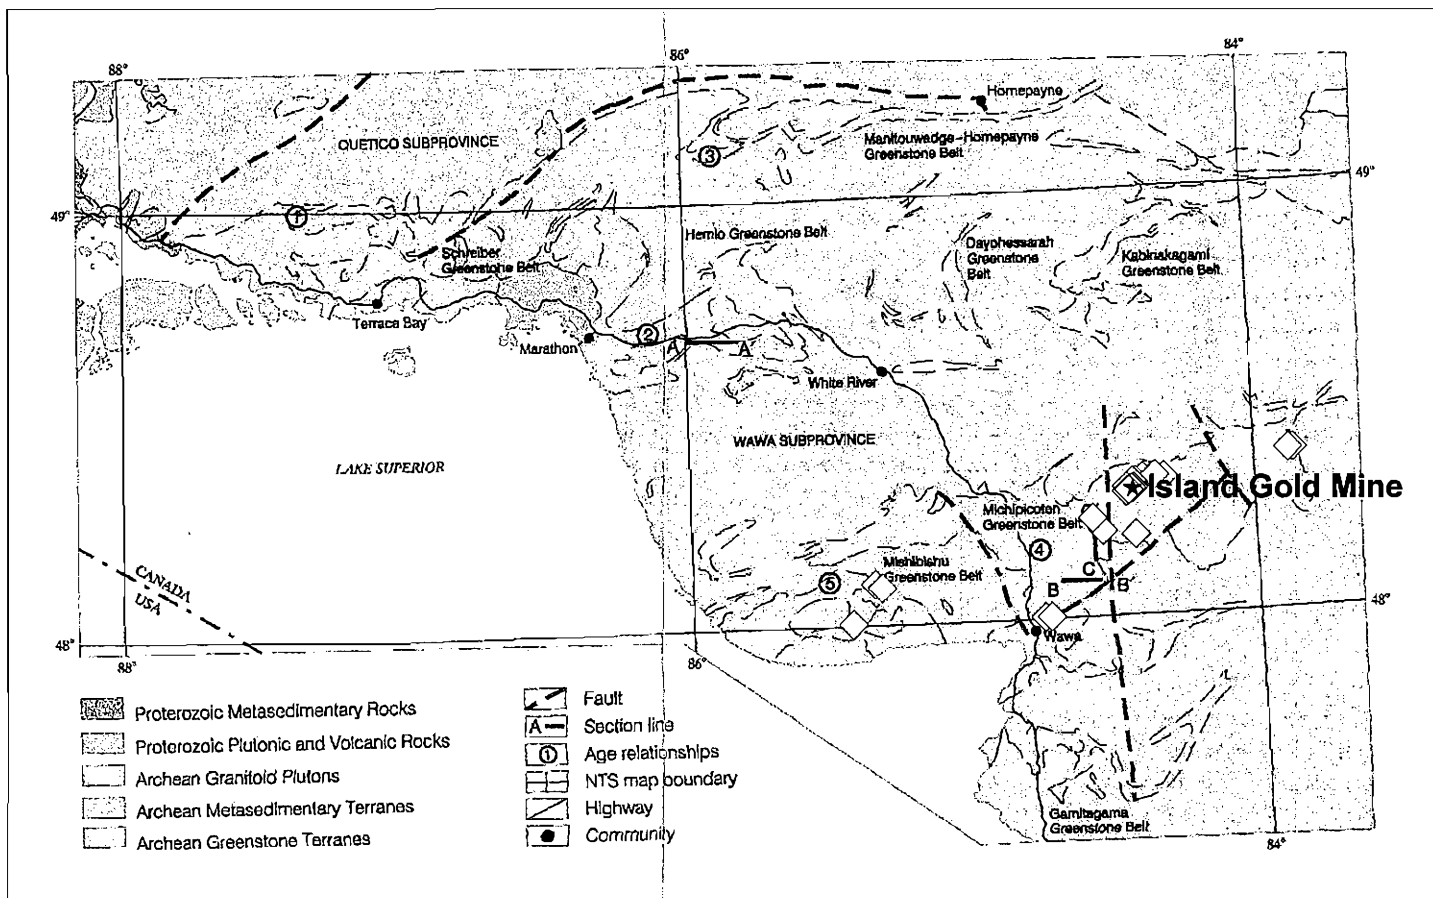 88°
86°
84°
Homepayne
QUETICO SUBPROVINCE
Manitouwadge-Homepayne
Greenstone Belt
3
49°
49°
1
Hemlo Greenstone Belt
Schreiber
Greenstone Belt
Dayohessarah
Greenstone
Belt
Kabinakagami
Greenstone Belt
Terrace Bay
Marathon
2
A
A'
White River
WAWA SUBPROVINCE
LAKE SUPERIOR
Island Gold Mine
Michipicoten
Greenstone Belt
4
Mishibishu
Greenstone Belt
5
C
B
B'
CANADA
USA
48°
48°
Wawa
88°
86°
84°
Gamitagama
Greenstone Belt
Proterozoic Metasedimentary Rocks
Proterozoic Plutonic and Volcanic Rocks
Archean Granitoid Plutons
Archean Metasedimentary Terranes
Archean Greenstone Terranes
Fault
A Section line
1 Age relationships
NTS map boundary
Highway
Community